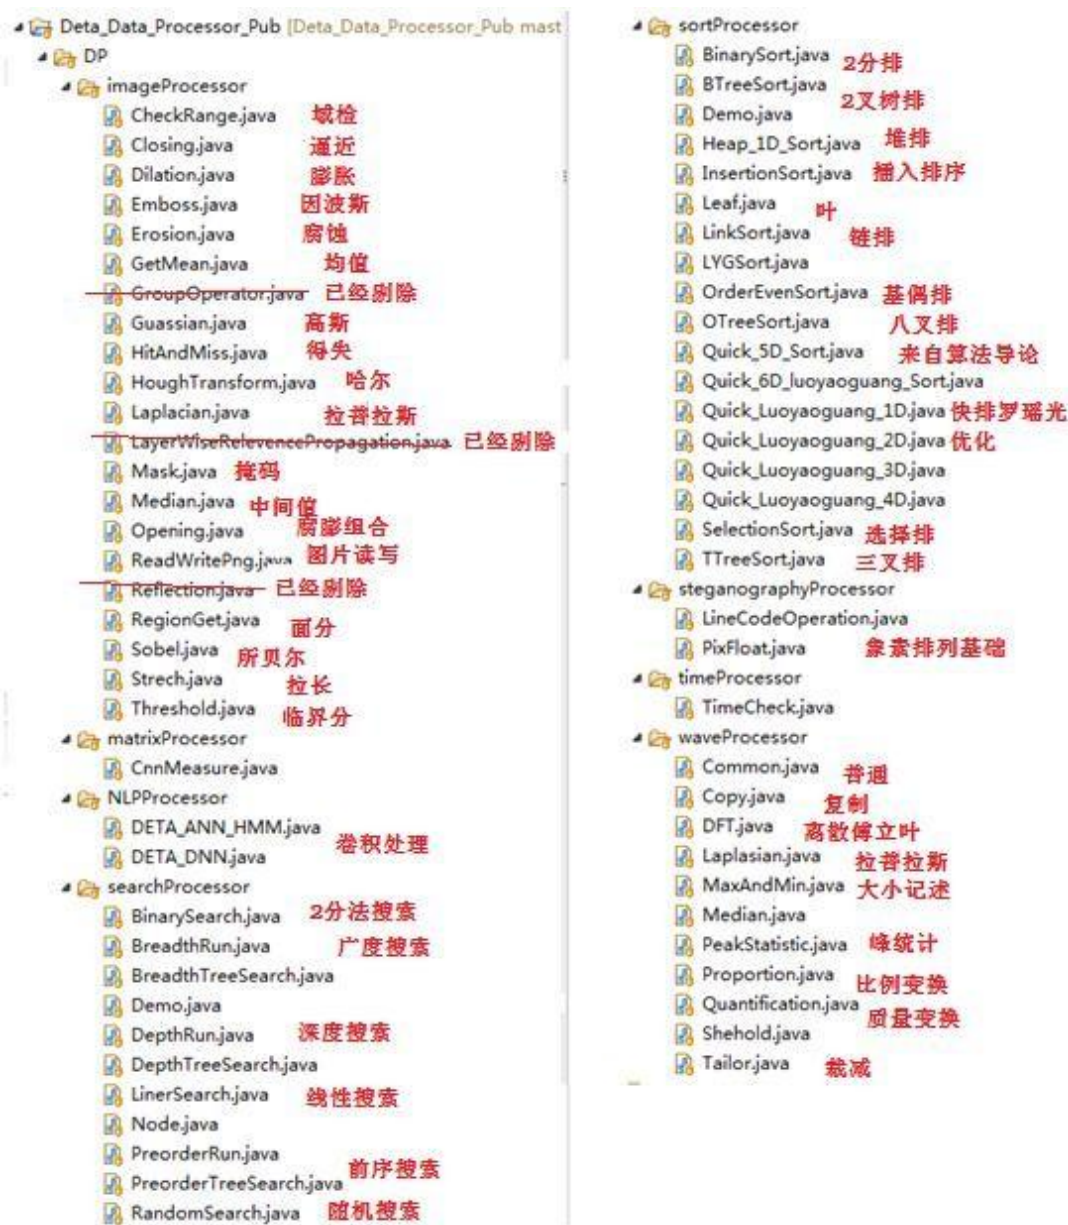 Deta_Data_Processor_Pub [Deta_Data_Processor_Pub mast
DP
imageProcessor
CheckRange.java 域检
Closing.java 逼近
Dilation.java 膨胀
Emboss.java 因波斯
Erosion.java 腐蚀
GetMean.java 均值
GroupOperator.java 已经剔除
Guassian.java 高斯
HitAndMiss.java 得失
HoughTransform.java 哈尔
Laplacian.java 拉普拉斯
LayerWiseRelevencePropagation.java 已经剔除
Mask.java 掩码
Median.java 中间值
Opening.java 腐膨组合
ReadWritePng.java 图片读写
Reflection.java 已经剔除
RegionGet.java 面分
Sobel.java 所贝尔
Strech.java 拉长
Threshold.java 临界分
matrixProcessor
CnnMeasure.java
NLPProcessor
DETA_ANN_HMM.java
DETA_DNN.java 卷积处理
searchProcessor
BinarySearch.java 2分法搜索
BreadthRun.java 广度搜索
BreadthTreeSearch.java
Demo.java
DepthRun.java 深度搜索
DepthTreeSearch.java
LinerSearch.java 线性搜索
Node.java
PreorderRun.java
PreorderTreeSearch.java 前序搜索
RandomSearch.java 随机搜索
sortProcessor
BinarySort.java 2分排
BTreeSort.java 2叉树排
Demo.java
Heap_1D_Sort.java 堆排
InsertionSort.java 插入排序
Leaf.java 叶
LinkSort.java 链排
LYGSort.java
OrderEvenSort.java 基偶排
OTreeSort.java 八叉排
Quick_5D_Sort.java 来自算法导论
Quick_6D_luoyaoguang_Sort.java
Quick_Luoyaoguang_1D.java 快排罗瑶光
Quick_Luoyaoguang_2D.java 优化
Quick_Luoyaoguang_3D.java
Quick_Luoyaoguang_4D.java
SelectionSort.java 选择排
TTreeSort.java 三叉排
steganographyProcessor
LineCodeOperation.java
PixFloat.java 象素排列基础
timeProcessor
TimeCheck.java
waveProcessor
Common.java 普通
Copy.java 复制
DFT.java 离散傅立叶
Laplasian.java 拉普拉斯
MaxAndMin.java 大小记述
Median.java
PeakStatistic.java 峰统计
Proportion.java 比例变换
Quantification.java 质量变换
Shehold.java
Tailor.java 裁减